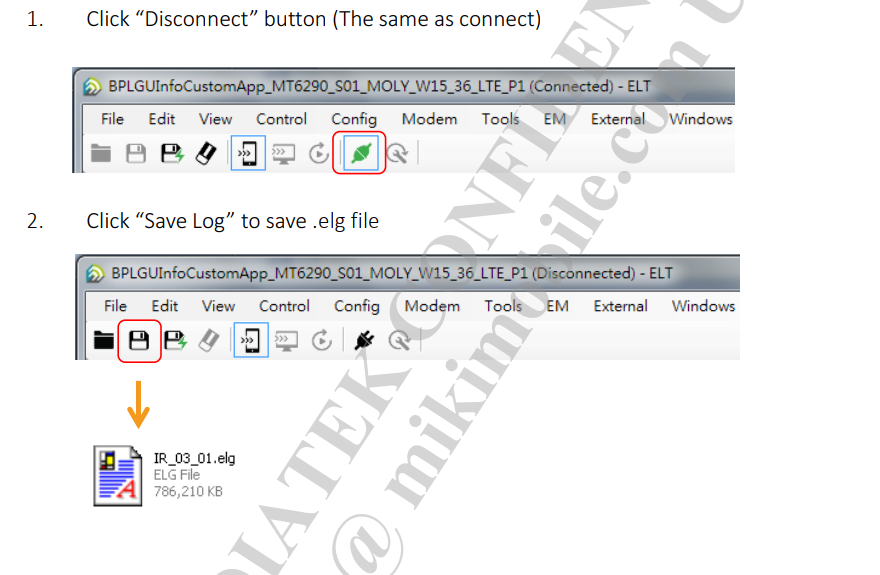 1. Click “Disconnect” button (The same as connect)
BPLGUInfoCustomApp_MT6290_S01_MOLY_W15_36_LTE_P1 (Connected) - ELT
File Edit View Control Config Modem Tools EM External Windows
2. Click “Save Log” to save .elg file
BPLGUInfoCustomApp_MT6290_S01_MOLY_W15_36_LTE_P1 (Disconnected) - ELT
File Edit View Control Config Modem Tools EM External Windows
IR_03_01.elg
ELG File
786,210 KB
DIATEK CONFIDEN
@ mikimobile.com U